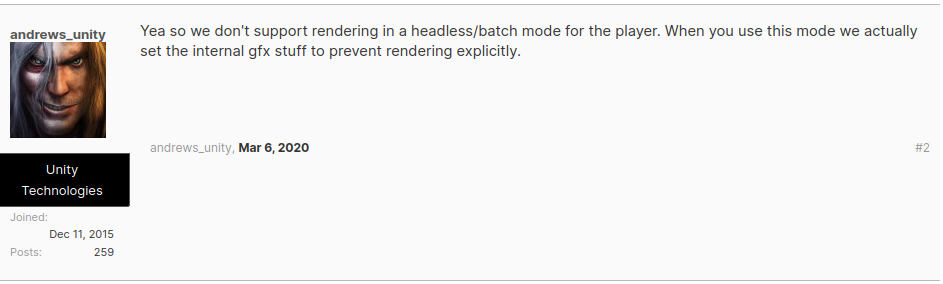 andrews_unity
Yea so we don't support rendering in a headless/batch mode for the player. When you use this mode we actually
set the internal gfx stuff to prevent rendering explicitly.
andrews_unity, Mar 6, 2020
#2
Unity
Technologies
Joined:
Dec 11, 2015
Posts: 259